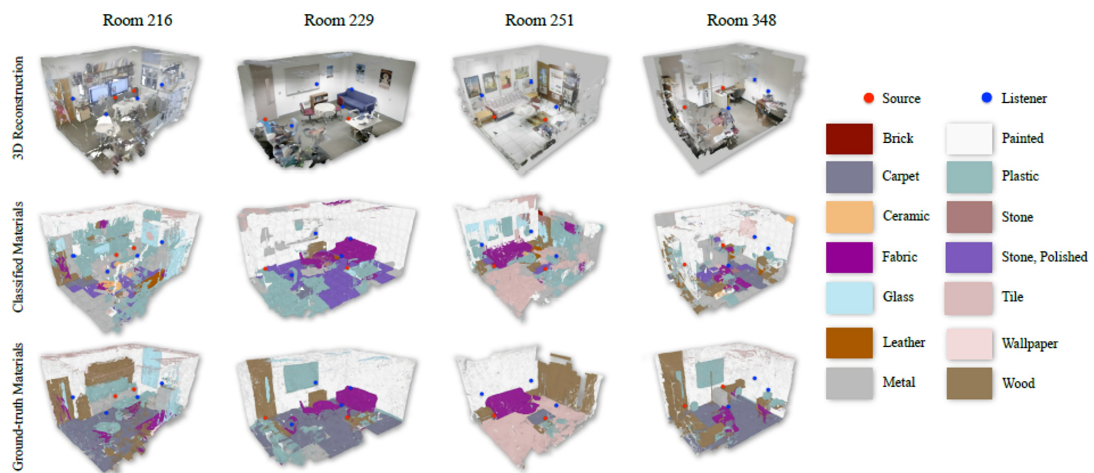 Room 216 Room 229 Room 251 Room 348
3D Reconstruction
Source Listener
Brick Painted
Carpet Plastic
Classified Materials
Ceramic Stone
Fabric Stone, Polished
Glass Tile
Leather Wallpaper
Metal Wood
Ground-truth Materials